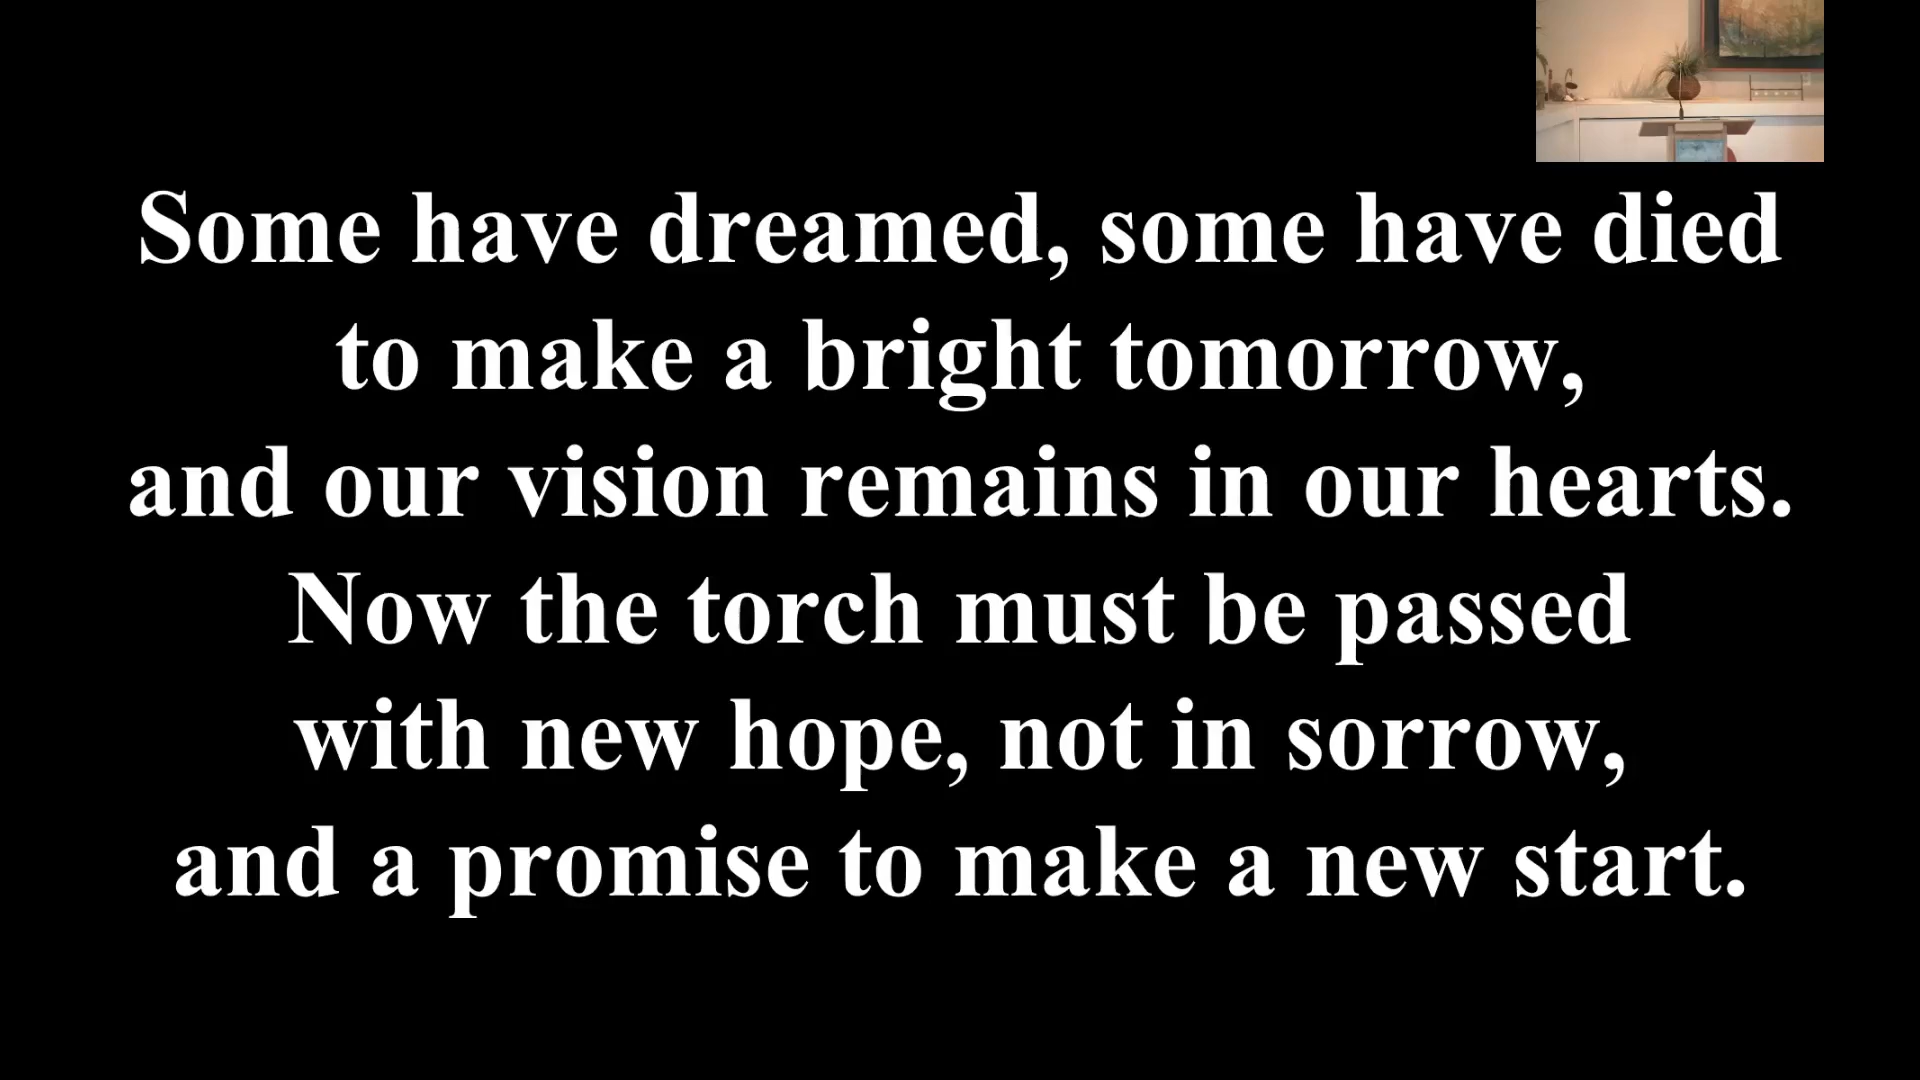 Some have dreamed, some have died
to make a bright tomorrow,
and our vision remains in our hearts.
Now the torch must be passed
with new hope, not in sorrow,
and a promise to make a new start.